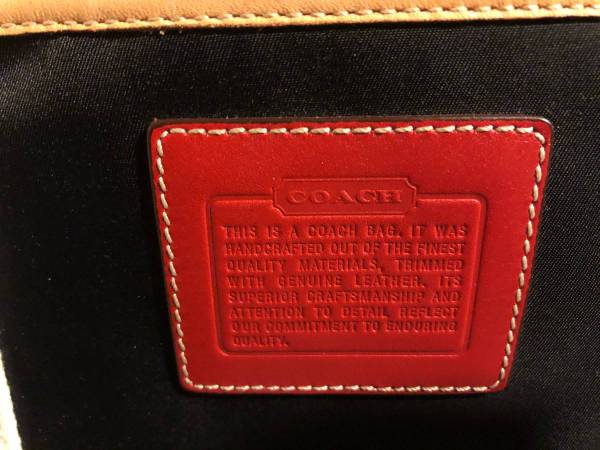 COACH
THIS IS A COACH BAG. IT WAS
HANDCRAFTED OUT OF THE FINEST
QUALITY MATERIALS, TRIMMED
WITH GENUINE LEATHER. ITS
SUPERIOR CRAFTSMANSHIP AND
ATTENTION TO DETAIL REFLECT
OUR COMMITMENT TO ENDURING
QUALITY.